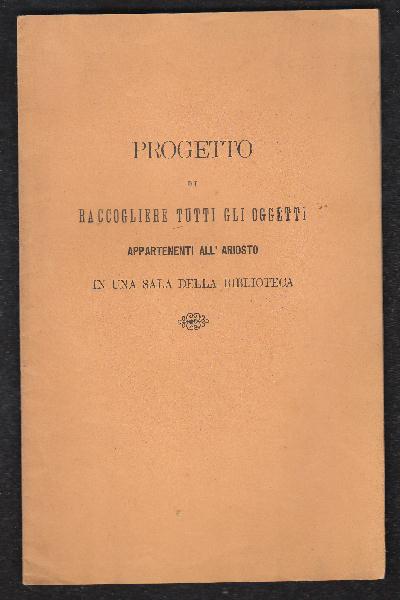 PROGETTO
DI
RACCOGLIERE TUTTI GLI OGGETTI
APPARTENENTI ALL' ARIOSTO
IN UNA SALA DELLA BIBLIOTECA